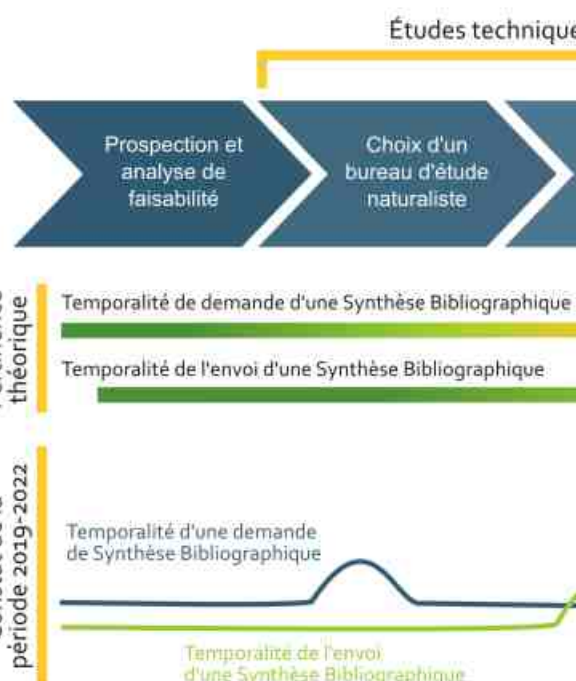 Études technique
Prospection et
analyse de
faisabilité
Choix d'un
bureau d'étude
naturaliste
théorique
Temporalité de demande d'une Synthèse Bibliographique
Temporalité de l'envoi d'une Synthèse Bibliographique
période 2019-2022
Temporalité d'une demande
de Synthèse Bibliographique
Temporalité de l'envoi
d'une Synthèse Bibliographique